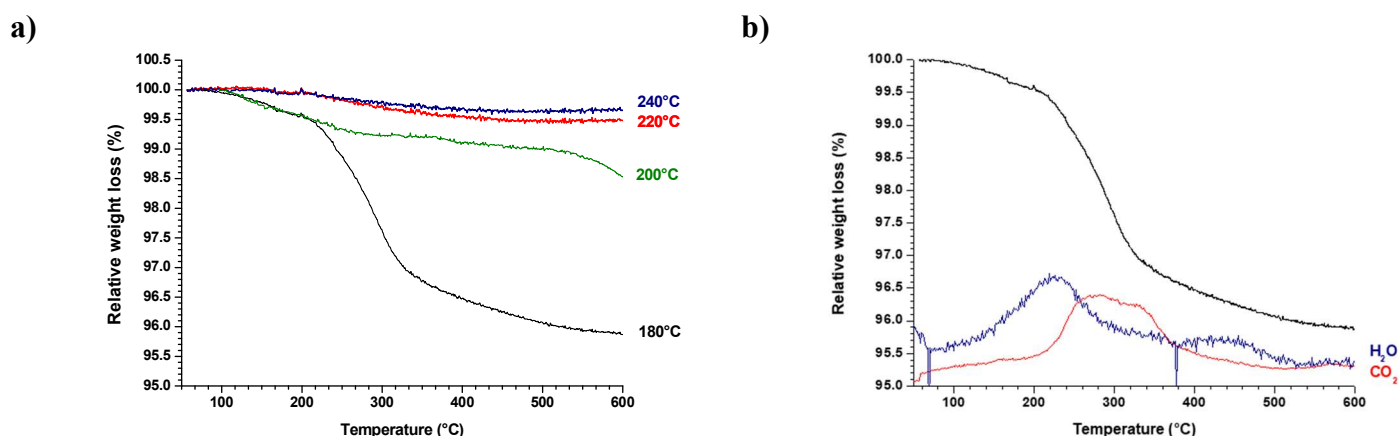 a)
b)
100.5
100.0
99.5
99.0
98.5
98.0
97.5
97.0
96.5
96.0
95.5
95.0
Relative weight loss (%)
240°C
220°C
200°C
180°C
100 200 300 400 500 600
Temperature (°C)
100.0
99.5
99.0
98.5
98.0
97.5
97.0
96.5
96.0
95.5
95.0
Relative weight loss (%)
H₂O
CO₂
100 200 300 400 500 600
Temperature (°C)